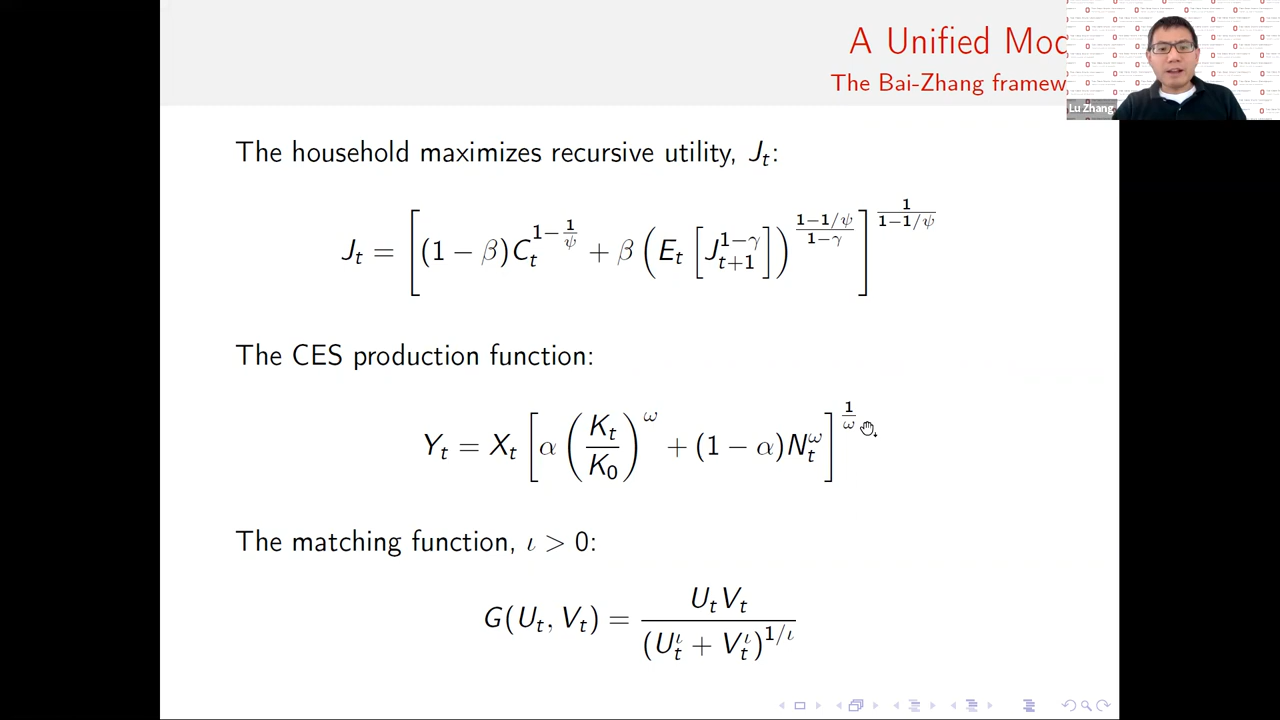 A Unified Mod
The Bai-Zhang framew
Lu Zhang
The household maximizes recursive utility, J_t:
J_t = [(1 − β)C_t^{1−1/ψ} + β(E_t[J_{t+1}^{1−γ}])^{(1−1/ψ)/(1−γ)}]^{1/(1−1/ψ)}
The CES production function:
Y_t = X_t [α(K_t/K_0)^ω + (1 − α)N_t^ω]^{1/ω}
The matching function, ι > 0:
G(U_t, V_t) = U_t V_t/(U_t^ι + V_t^ι)^{1/ι}